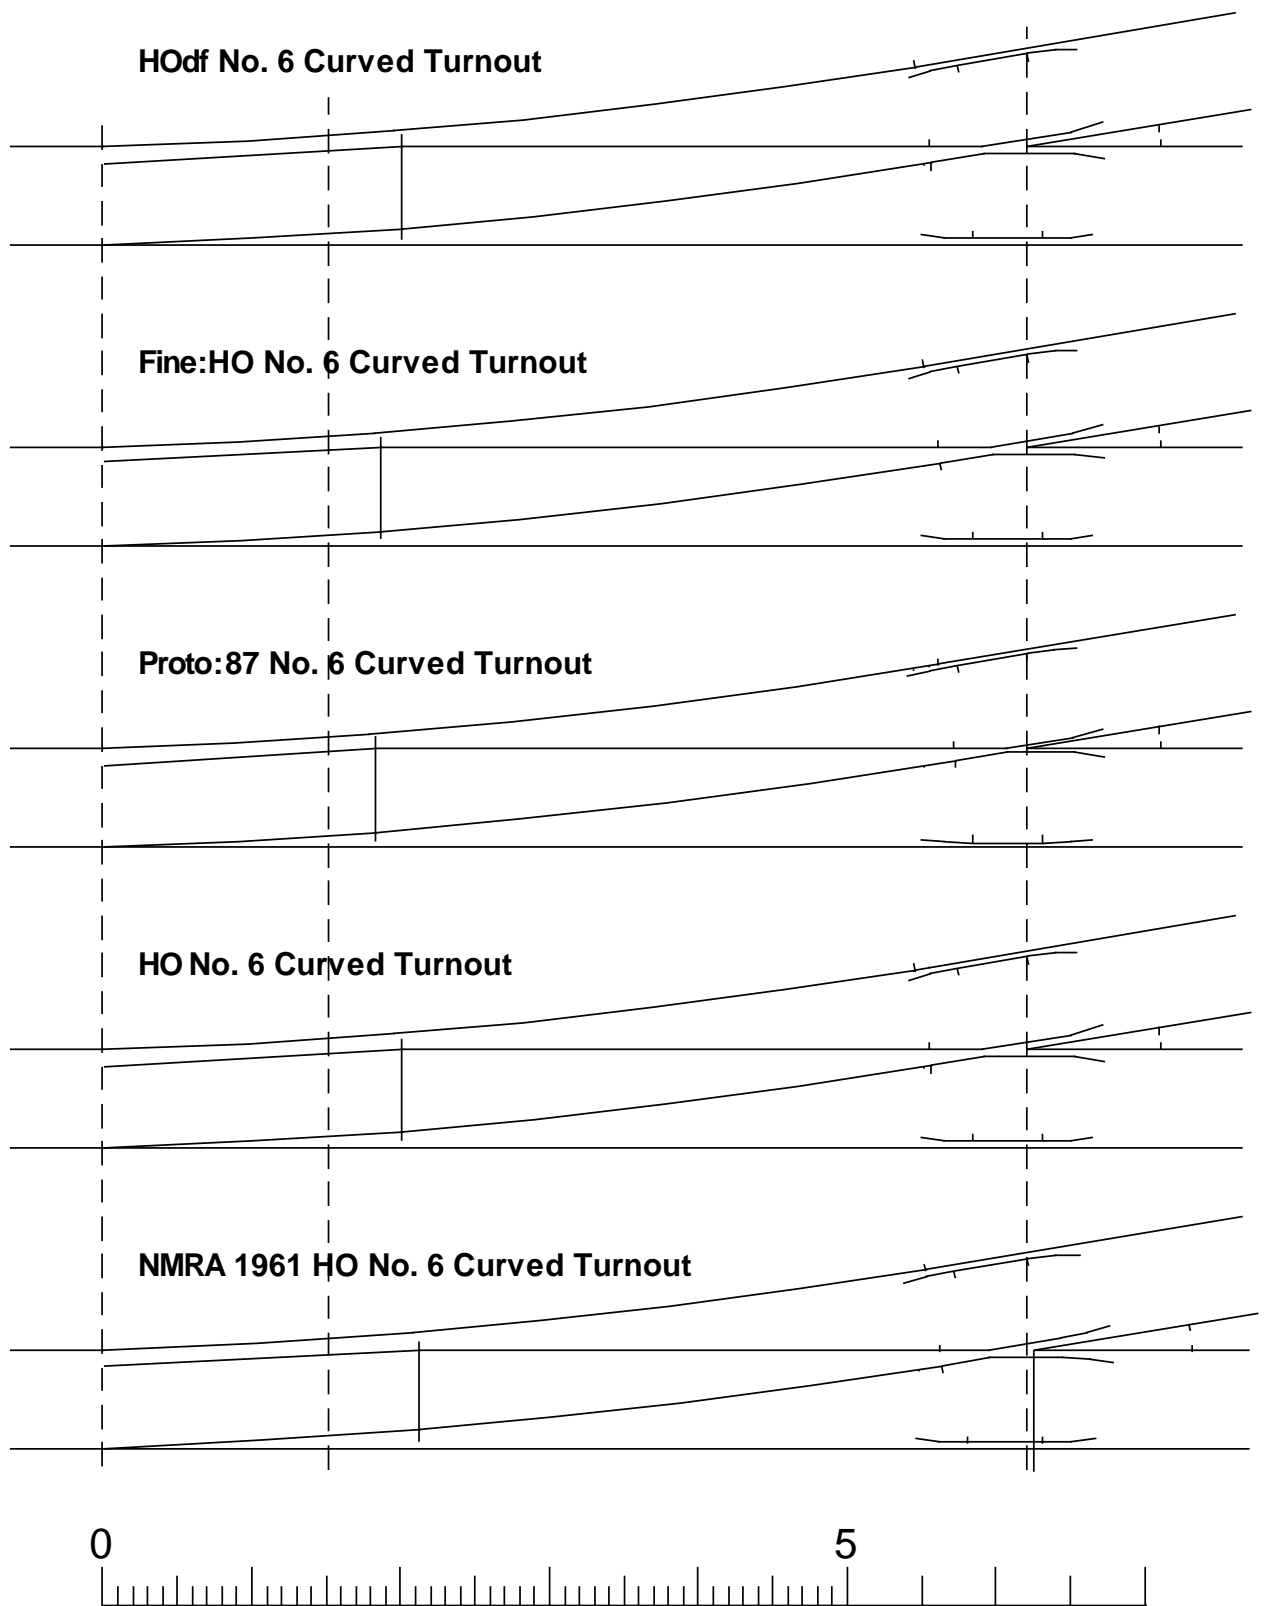 HOdf No. 6 Curved Turnout
Fine:HO No. 6 Curved Turnout
Proto:87 No. 6 Curved Turnout
HO No. 6 Curved Turnout
NMRA 1961 HO No. 6 Curved Turnout
0 5